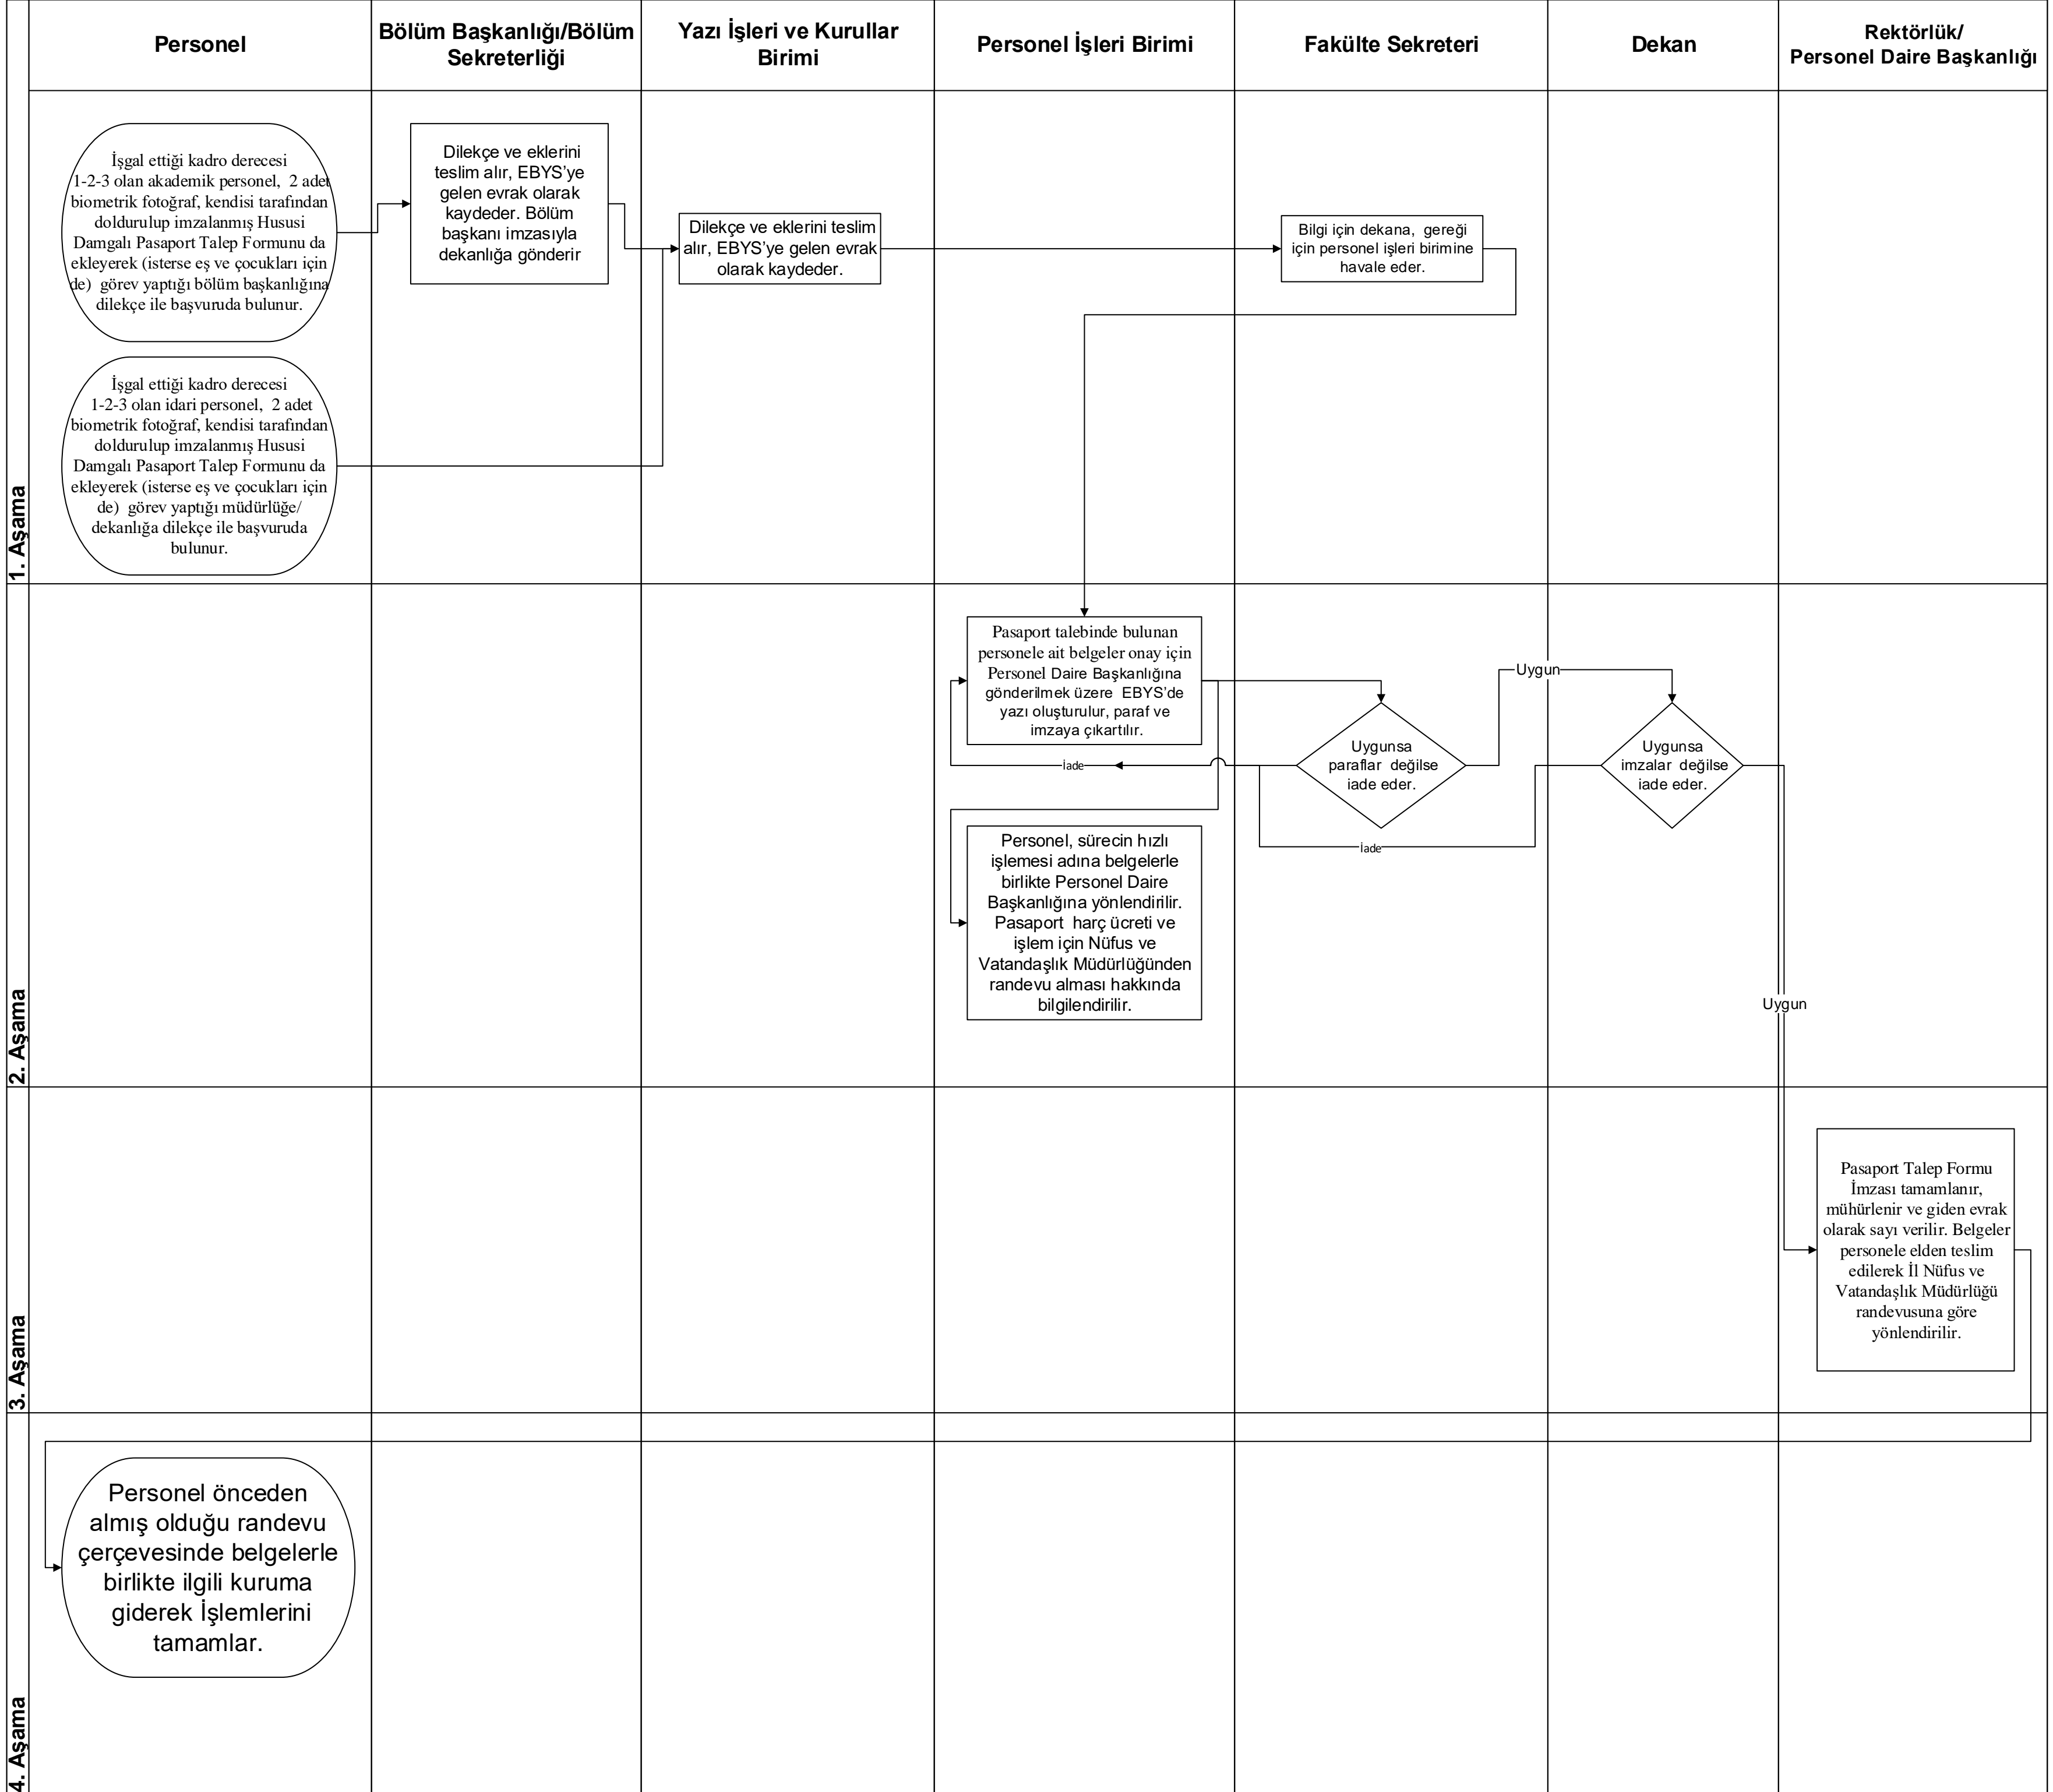 Personel
Bölüm Başkanlığı/Bölüm
Sekreterliği
Yazı İşleri ve Kurullar
Birimi
Personel İşleri Birimi
Fakülte Sekreteri
Dekan
Rektörlük/
Personel Daire Başkanlığı
1. Aşama
İşgal ettiği kadro derecesi
1-2-3 olan akademik personel, 2 adet
biometrik fotoğraf, kendisi tarafından
doldurulup imzalanmış Hususi
Damgalı Pasaport Talep Formunu da
ekleyerek (isterse eş ve çocukları için
de) görev yaptığı bölüm başkanlığına
dilekçe ile başvuruda bulunur.
Dilekçe ve eklerini
teslim alır, EBYS'ye
gelen evrak olarak
kaydeder. Bölüm
başkanı imzasıyla
dekanlığa gönderir
Dilekçe ve eklerini teslim
alır, EBYS'ye gelen evrak
olarak kaydeder.
Bilgi için dekana, gereği
için personel işleri birimine
havale eder.
İşgal ettiği kadro derecesi
1-2-3 olan idari personel, 2 adet
biometrik fotoğraf, kendisi tarafından
doldurulup imzalanmış Hususi
Damgalı Pasaport Talep Formunu da
ekleyerek (isterse eş ve çocukları için
de) görev yaptığı müdürlüğe/
dekanlığa dilekçe ile başvuruda
bulunur.
2. Aşama
Pasaport talebinde bulunan
personele ait belgeler onay için
Personel Daire Başkanlığına
gönderilmek üzere EBYS'de
yazı oluşturulur, paraf ve
imzaya çıkartılır.
Uygun
Uygunsa
paraflar değilse
iade eder.
Uygunsa
imzalar değilse
iade eder.
İade
İade
Personel, sürecin hızlı
işlemesi adına belgelerle
birlikte Personel Daire
Başkanlığına yönlendirilir.
Pasaport harç ücreti ve
işlem için Nüfus ve
Vatandaşlık Müdürlüğünden
randevu alması hakkında
bilgilendirilir.
Uygun
3. Aşama
Pasaport Talep Formu
İmzası tamamlanır,
mühürlenir ve giden evrak
olarak sayı verilir. Belgeler
personele elden teslim
edilerek İl Nüfus ve
Vatandaşlık Müdürlüğü
randevusuna göre
yönlendirilir.
4. Aşama
Personel önceden
almış olduğu randevu
çerçevesinde belgelerle
birlikte ilgili kuruma
giderek İşlemlerini
tamamlar.